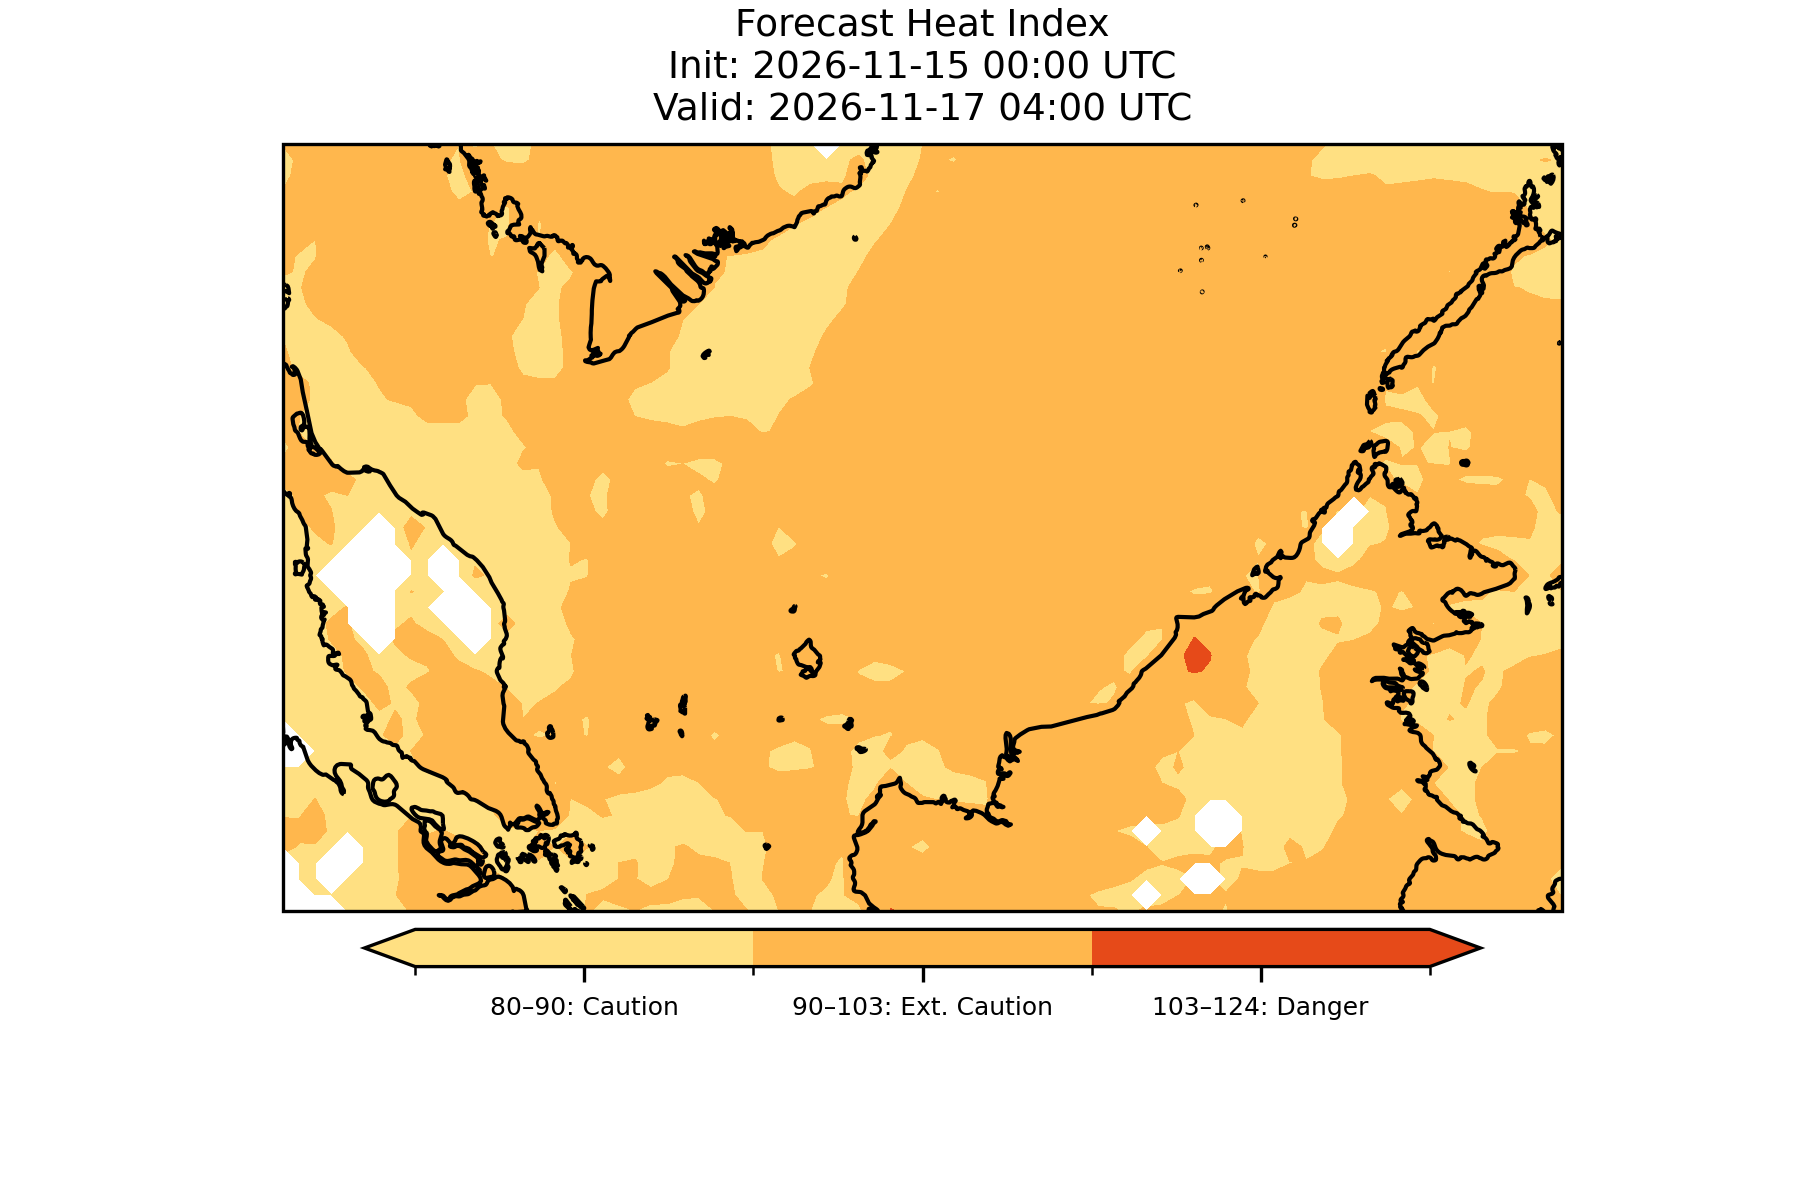 Forecast Heat Index
Init: 2026-11-15 00:00 UTC
Valid: 2026-11-17 04:00 UTC
80–90: Caution
90–103: Ext. Caution
103–124: Danger